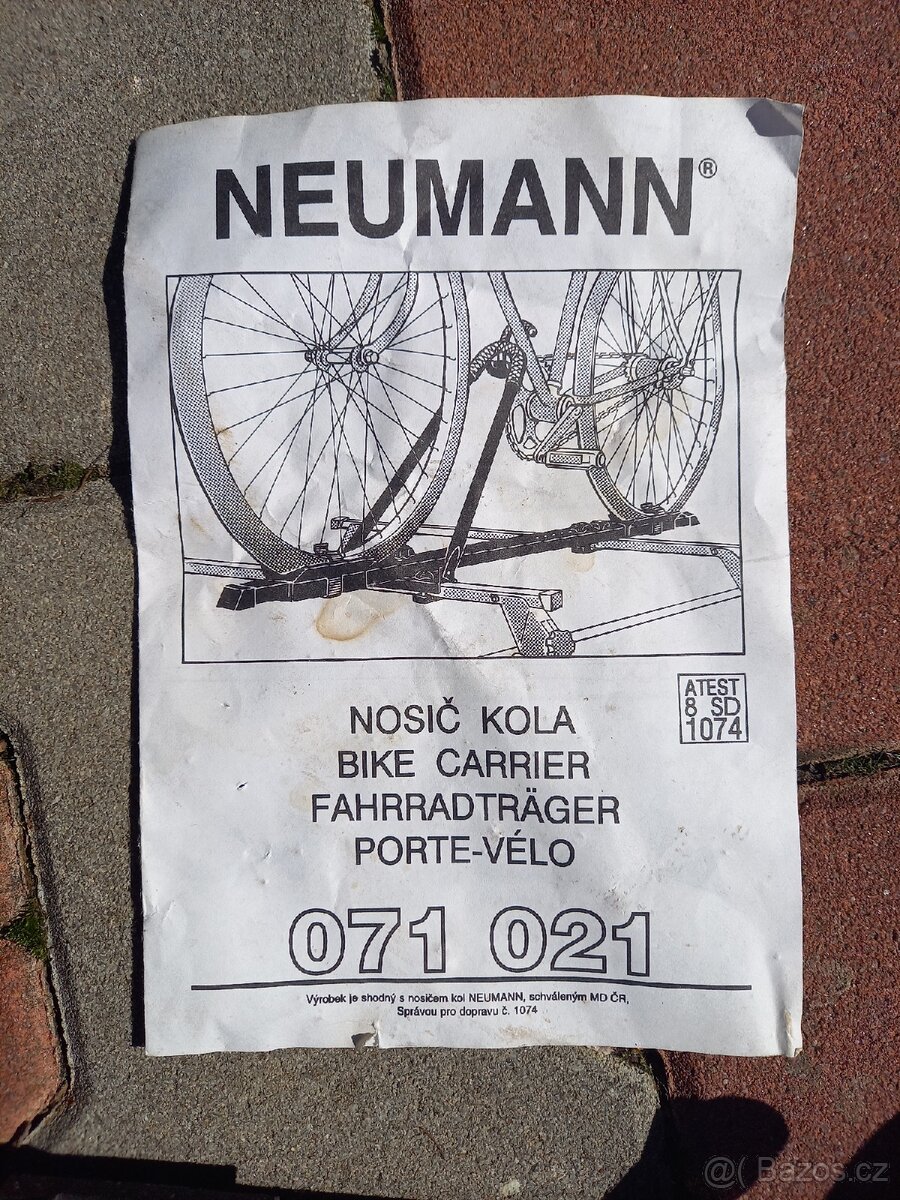 NEUMANN®
ATEST
8 SD
1074
NOSIČ KOLA
BIKE CARRIER
FAHRRADTRÄGER
PORTE-VÉLO
071 021
Výrobek je shodný s nosičem kol NEUMANN, schváleným MD ČR,
Správou pro dopravu č. 1074
@( Bazos.cz